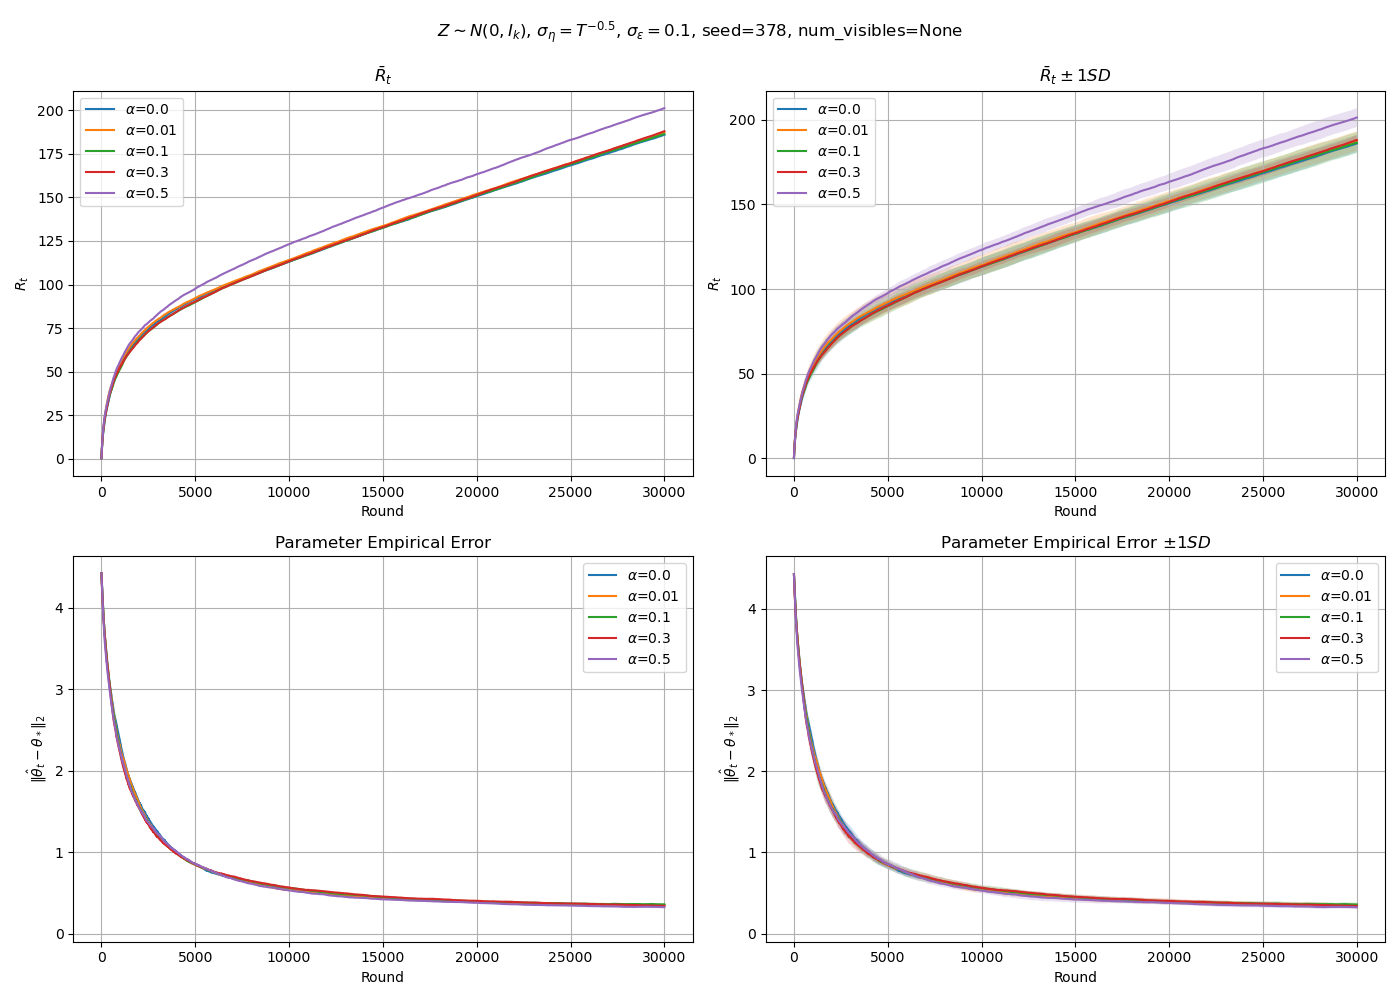 Z ∼ N(0, I_k), σ_η = T^{−0.5}, σ_ε = 0.1, seed=378, num_visibles=None
R̄_t
R_t
200
175
150
125
100
75
50
25
0
α=0.0
α=0.01
α=0.1
α=0.3
α=0.5
0 5000 10000 15000 20000 25000 30000
Round
R̄_t ± 1SD
R_t
200
150
100
50
0
α=0.0
α=0.01
α=0.1
α=0.3
α=0.5
0 5000 10000 15000 20000 25000 30000
Round
Parameter Empirical Error
‖θ̂_t − θ_*‖_2
4
3
2
1
0
α=0.0
α=0.01
α=0.1
α=0.3
α=0.5
0 5000 10000 15000 20000 25000 30000
Round
Parameter Empirical Error ±1SD
‖θ̂_t − θ_*‖_2
4
3
2
1
0
α=0.0
α=0.01
α=0.1
α=0.3
α=0.5
0 5000 10000 15000 20000 25000 30000
Round